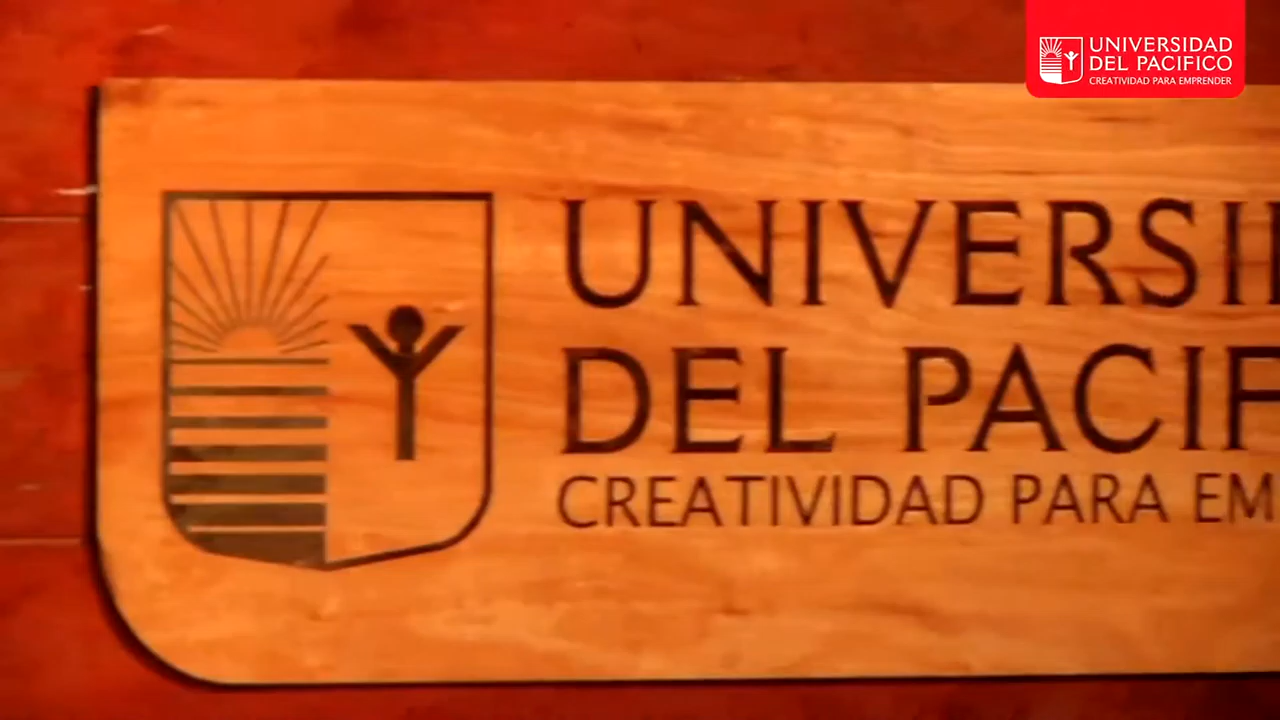 UNIVERSIDAD
DEL PACIFICO
CREATIVIDAD PARA EMPRENDER
UNIVERSI
DEL PACIF
CREATIVIDAD PARA EM